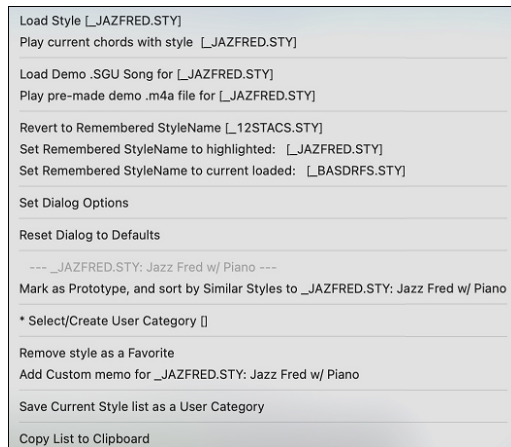 Load Style [_JAZFRED.STY]
Play current chords with style [_JAZFRED.STY]
Load Demo .SGU Song for [_JAZFRED.STY]
Play pre-made demo .m4a file for [_JAZFRED.STY]
Revert to Remembered StyleName [_12STACS.STY]
Set Remembered StyleName to highlighted: [_JAZFRED.STY]
Set Remembered StyleName to current loaded: [_BASDRFS.STY]
Set Dialog Options
Reset Dialog to Defaults
--- _JAZFRED.STY: Jazz Fred w/ Piano ---
Mark as Prototype, and sort by Similar Styles to _JAZFRED.STY: Jazz Fred w/ Piano
* Select/Create User Category []
Remove style as a Favorite
Add Custom memo for _JAZFRED.STY: Jazz Fred w/ Piano
Save Current Style list as a User Category
Copy List to Clipboard